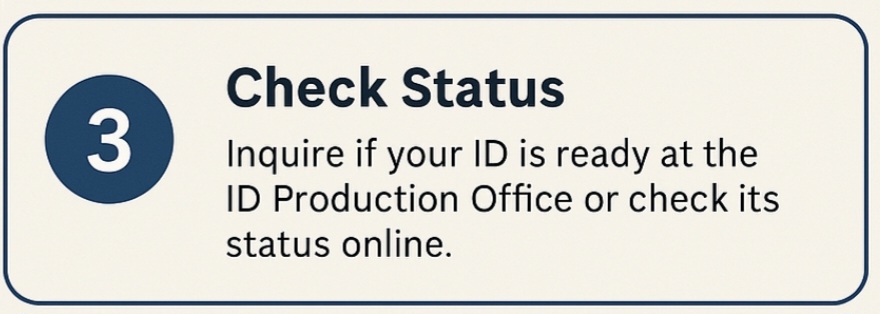 3
Check Status
Inquire if your ID is ready at the
ID Production Office or check its
status online.